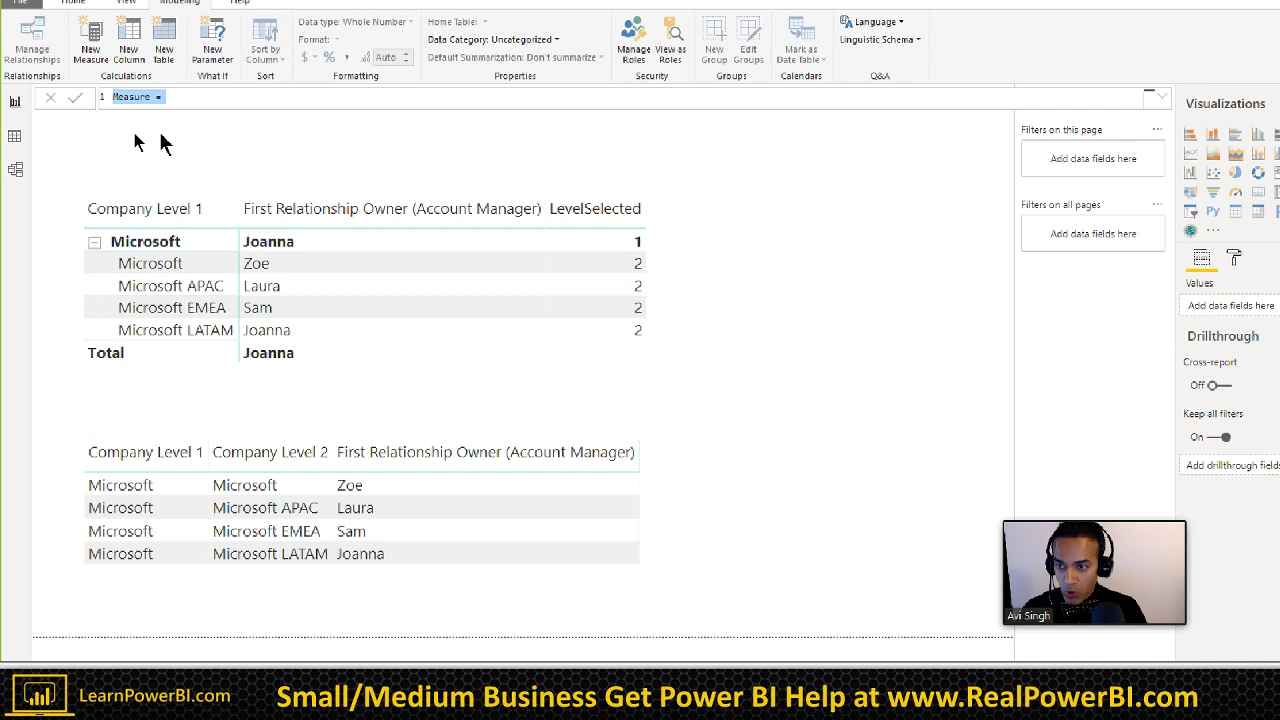 File Home View Modeling Help
Manage Relationships
New Measure
New Column
New Table
New Parameter
Sort by Column
Data type: Whole Number
Format:
$ % , Auto
Home Table:
Data Category: Uncategorized
Default Summarization: Don't summarize
Manage Roles
View as Roles
New Group
Edit Groups
Mark as Date Table
Language
Linguistic Schema
Relationships Calculations What If Sort Formatting Properties Security Groups Calendars Q&A
1 Measure =
Company Level 1 First Relationship Owner (Account Manager) LevelSelected
Microsoft Joanna 1
Microsoft Zoe 2
Microsoft APAC Laura 2
Microsoft EMEA Sam 2
Microsoft LATAM Joanna 2
Total Joanna
Company Level 1 Company Level 2 First Relationship Owner (Account Manager)
Microsoft Microsoft Zoe
Microsoft Microsoft APAC Laura
Microsoft Microsoft EMEA Sam
Microsoft Microsoft LATAM Joanna
Filters on this page ...
Add data fields here
Filters on all pages ...
Add data fields here
Visualizations
Py
Values
Add data fields here
Drillthrough
Cross-report
Off
Keep all filters
On
Add drillthrough fields
Avi Singh
LearnPowerBI.com
Small/Medium Business Get Power BI Help at www.RealPowerBI.com